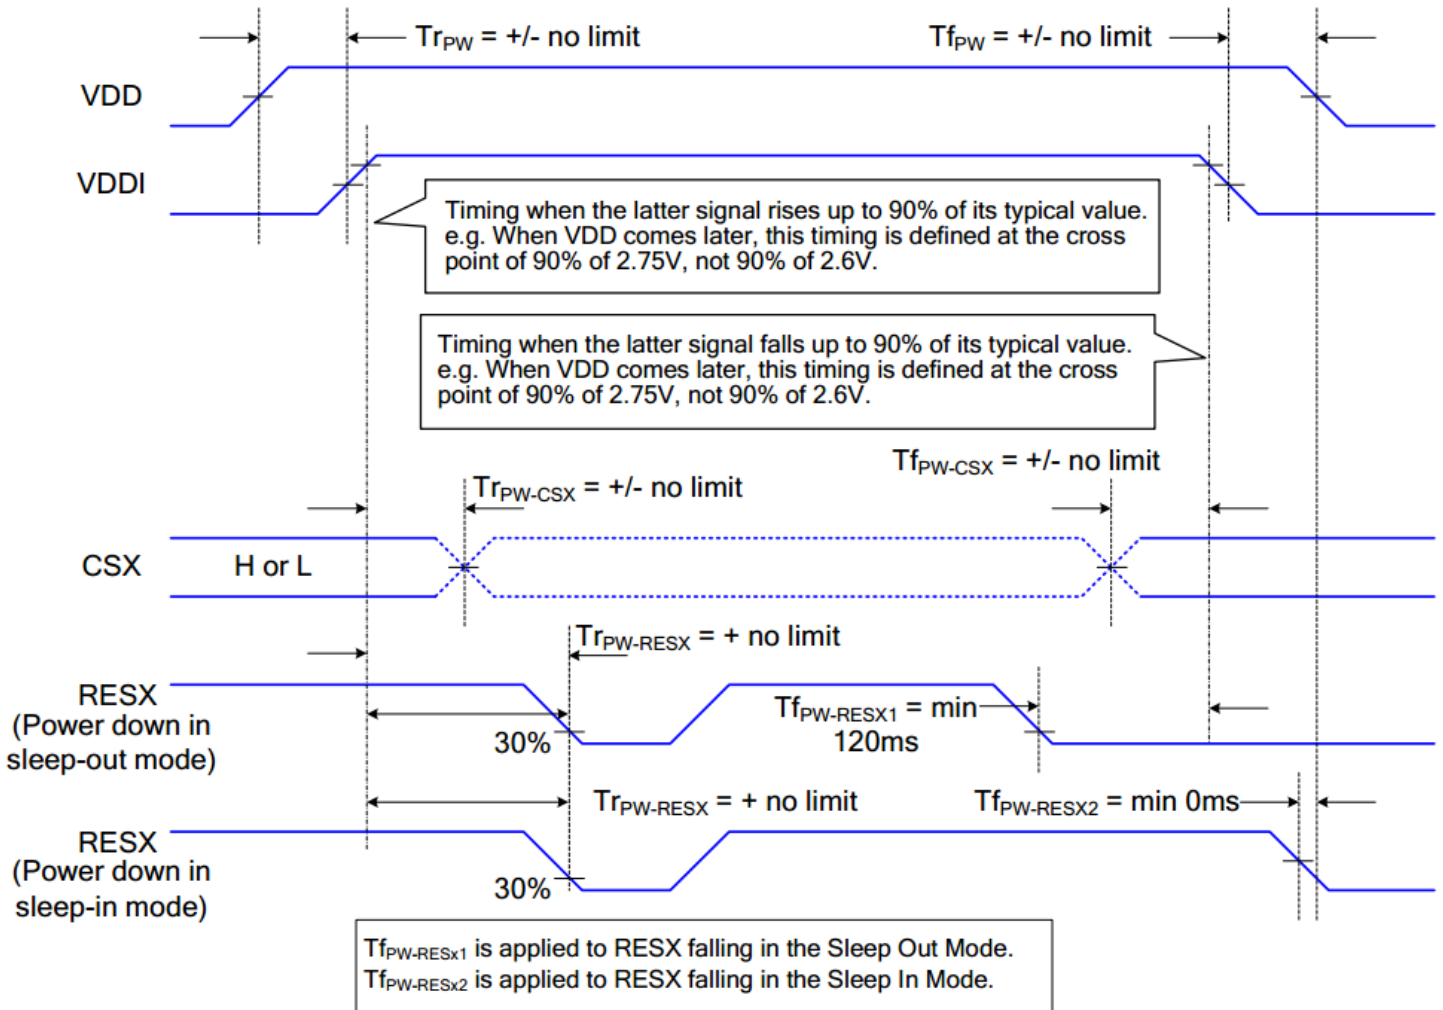 TrPW = +/- no limit
TfPW = +/- no limit
VDD
VDDI
Timing when the latter signal rises up to 90% of its typical value.
e.g. When VDD comes later, this timing is defined at the cross
point of 90% of 2.75V, not 90% of 2.6V.
Timing when the latter signal falls up to 90% of its typical value.
e.g. When VDD comes later, this timing is defined at the cross
point of 90% of 2.75V, not 90% of 2.6V.
TfPW-CSX = +/- no limit
TrPW-CSX = +/- no limit
CSX
H or L
TrPW-RESX = + no limit
RESX
(Power down in
sleep-out mode)
30%
TfPW-RESX1 = min
120ms
TrPW-RESX = + no limit
TfPW-RESX2 = min 0ms
RESX
(Power down in
sleep-in mode)
30%
TfPW-RESx1 is applied to RESX falling in the Sleep Out Mode.
TfPW-RESx2 is applied to RESX falling in the Sleep In Mode.